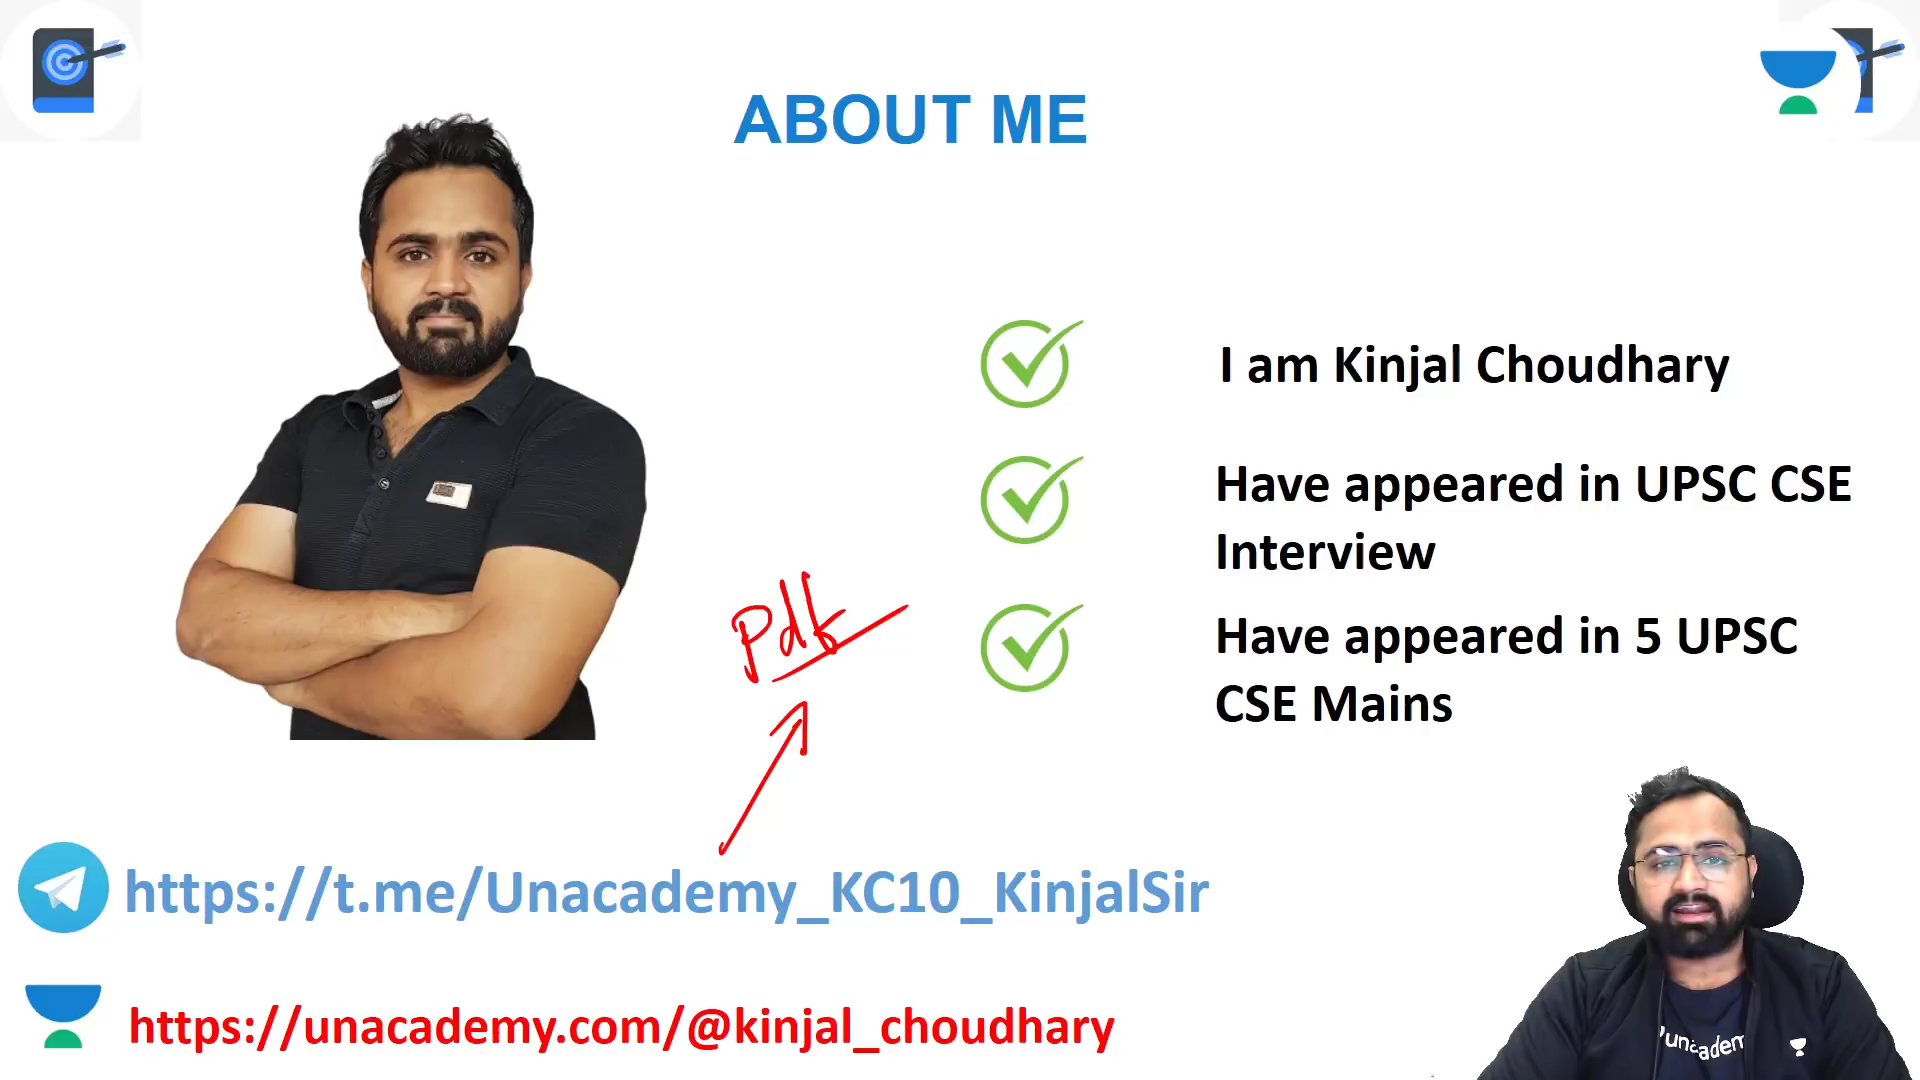 ABOUT ME
I am Kinjal Choudhary
Have appeared in UPSC CSE
Interview
Have appeared in 5 UPSC
CSE Mains
Pdf
https://t.me/Unacademy_KC10_KinjalSir
https://unacademy.com/@kinjal_choudhary
unacadem